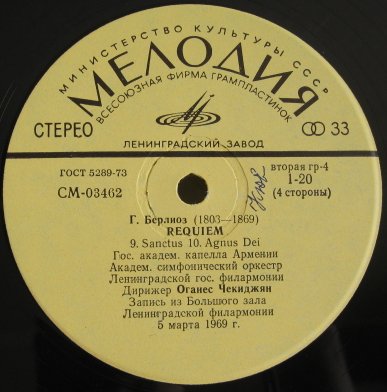 МИНИСТЕРСТВО КУЛЬТУРЫ СССР
МЕЛОДИЯ
ВСЕСОЮЗНАЯ ФИРМА ГРАМПЛАСТИНОК
СТЕРЕО
33
ЛЕНИНГРАДСКИЙ ЗАВОД
ГОСТ 5289-73
вторая гр-4
СМ-03462
1-20
(4 стороны)
Г. Берлиоз (1803—1869)
REQUIEM
9. Sanctus 10. Agnus Dei
Гос. академ. капелла Армении
Академ. симфонический оркестр
Ленинградской гос. филармонии
Дирижер Оганес Чекиджян
Запись из Большого зала
Ленинградской филармонии
5 марта 1969 г.